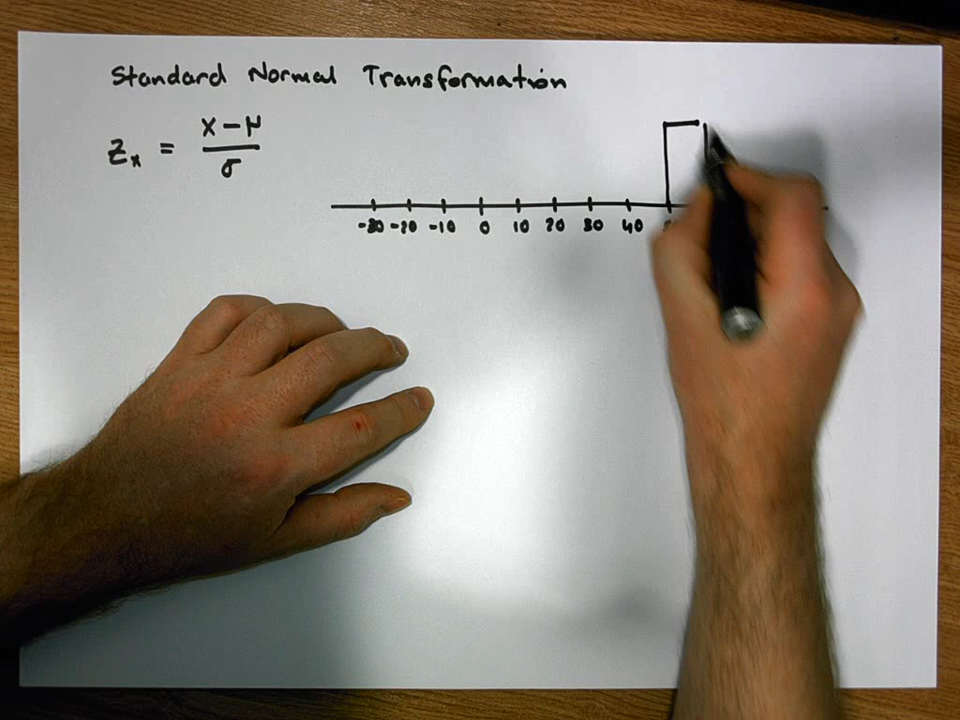 Standard Normal Transformation
Zx = x - μ / σ
-30 -20 -10 0 10 20 30 40